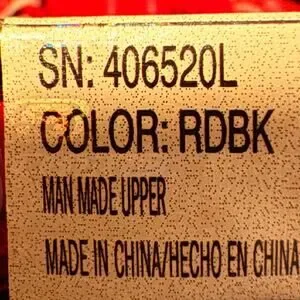 SN: 406520L
COLOR: RDBK
MAN MADE UPPER
MADE IN CHINA/HECHO EN CHINA